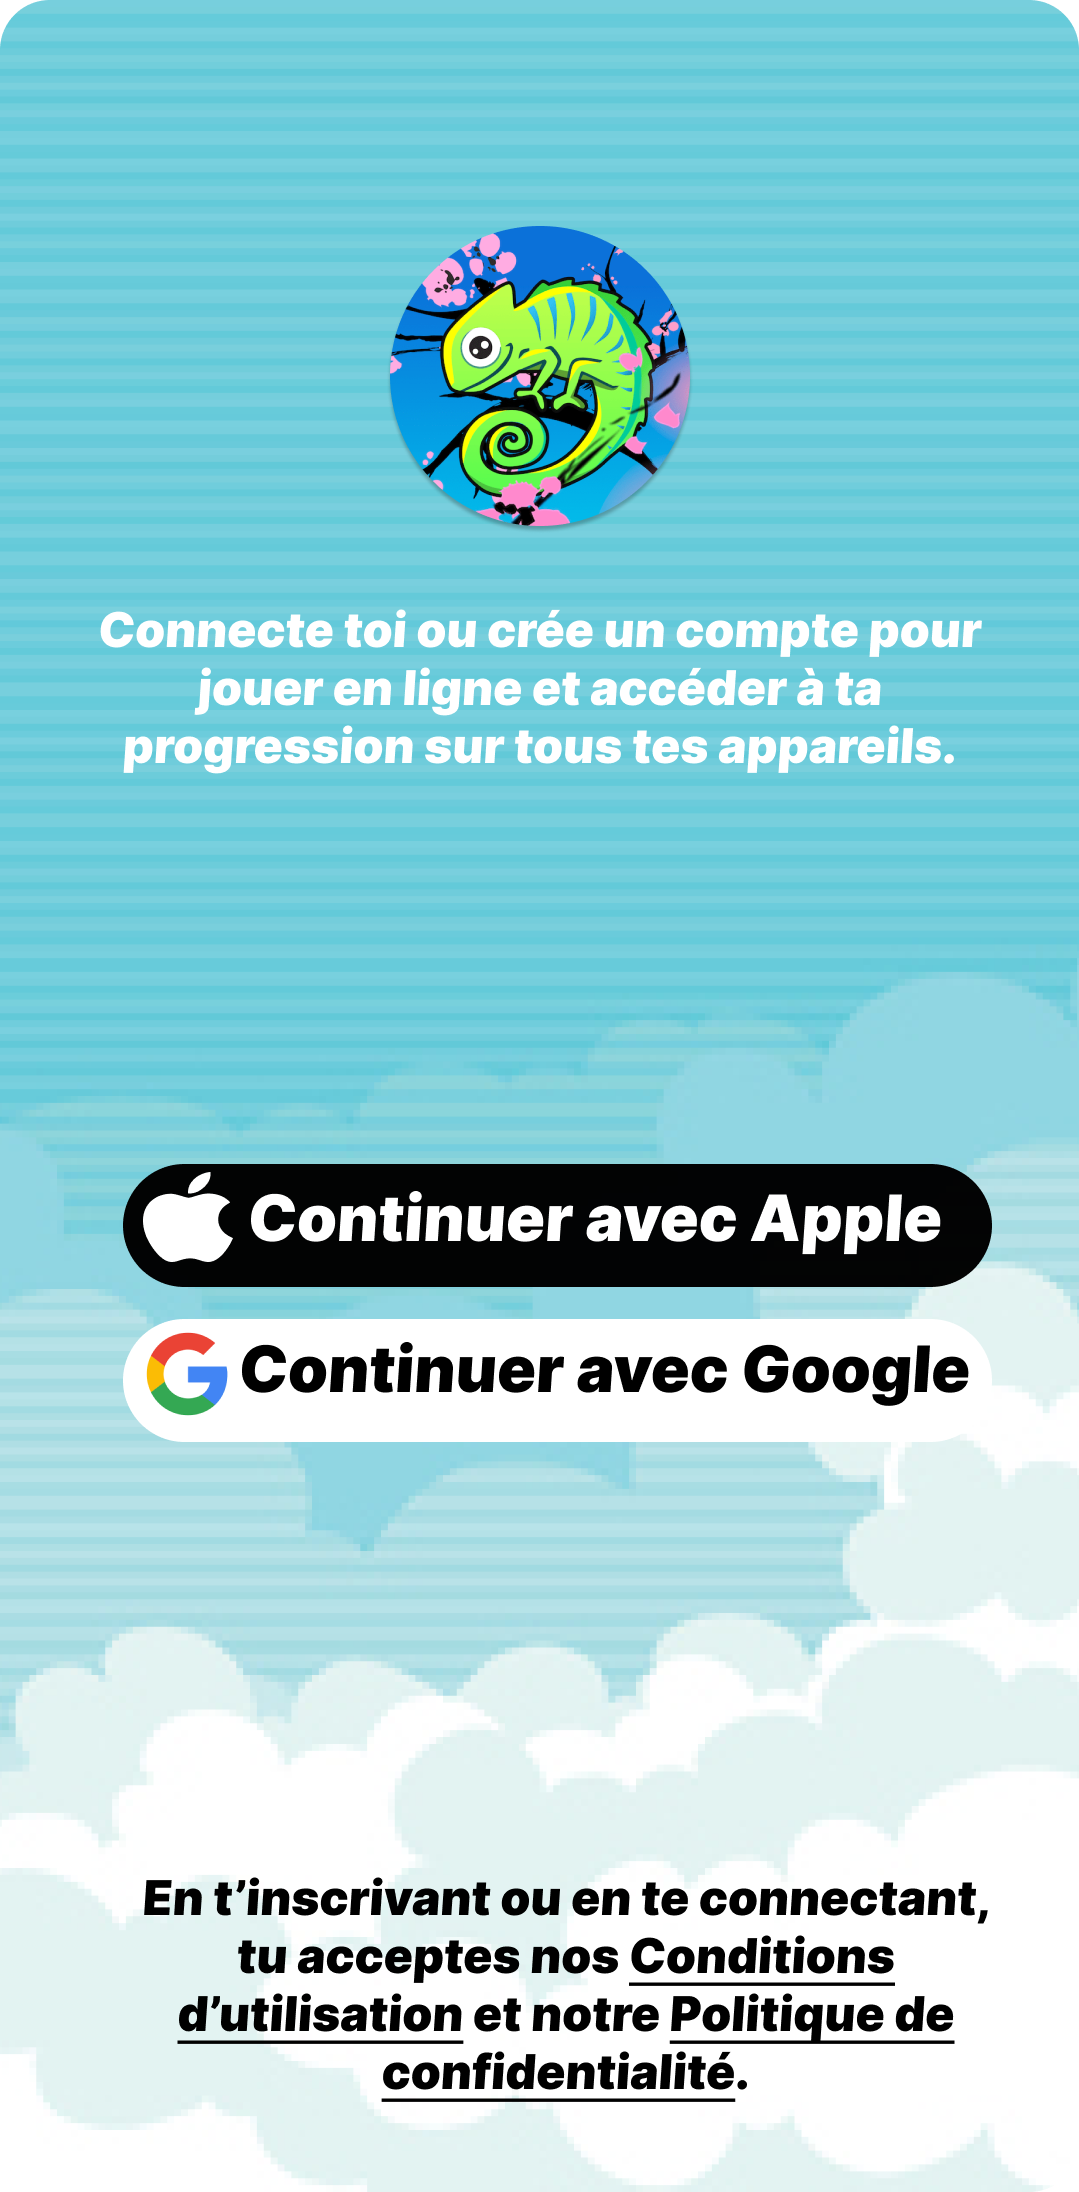 Connecte toi ou crée un compte pour
jouer en ligne et accéder à ta
progression sur tous tes appareils.
Continuer avec Apple
Continuer avec Google
En t’inscrivant ou en te connectant,
tu acceptes nos Conditions
d’utilisation et notre Politique de
confidentialité.